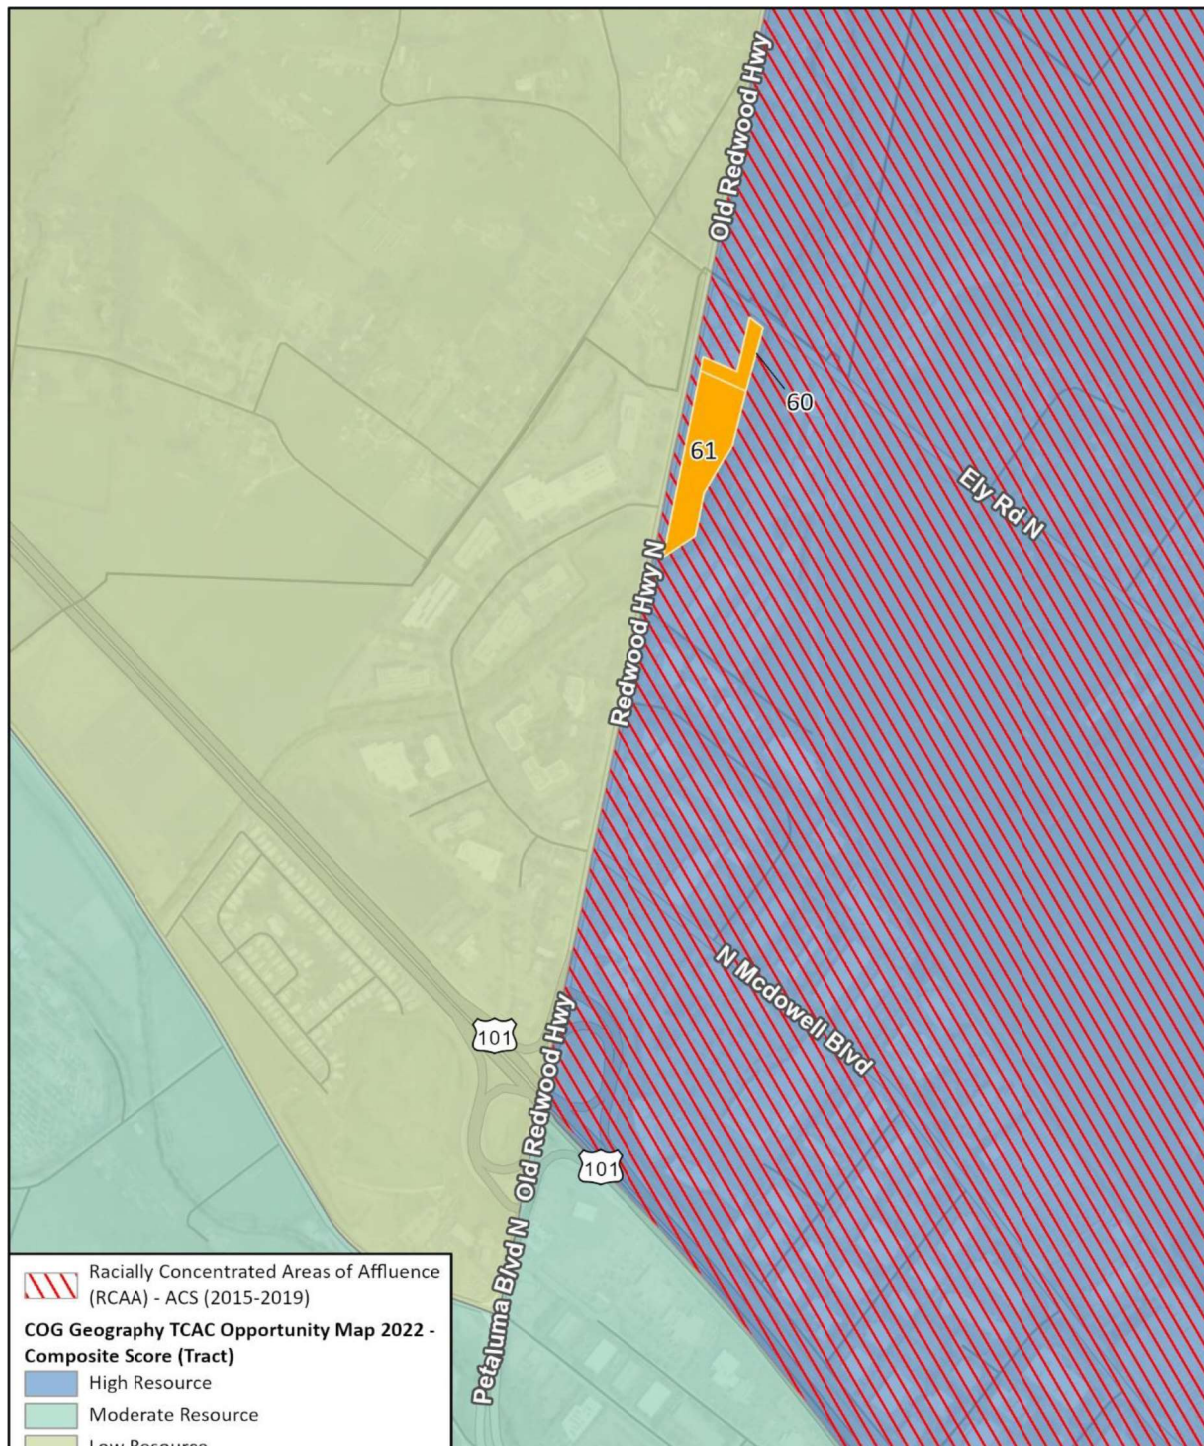 Old Redwood Hwy
60
61
Ely Rd N
Redwood Hwy N
N Mcdowell Blvd
101
Old Redwood Hwy
101
Petaluma Blvd N
Racially Concentrated Areas of Affluence
(RCAA) - ACS (2015-2019)
COG Geography TCAC Opportunity Map 2022 -
Composite Score (Tract)
High Resource
Moderate Resource
Low Resource